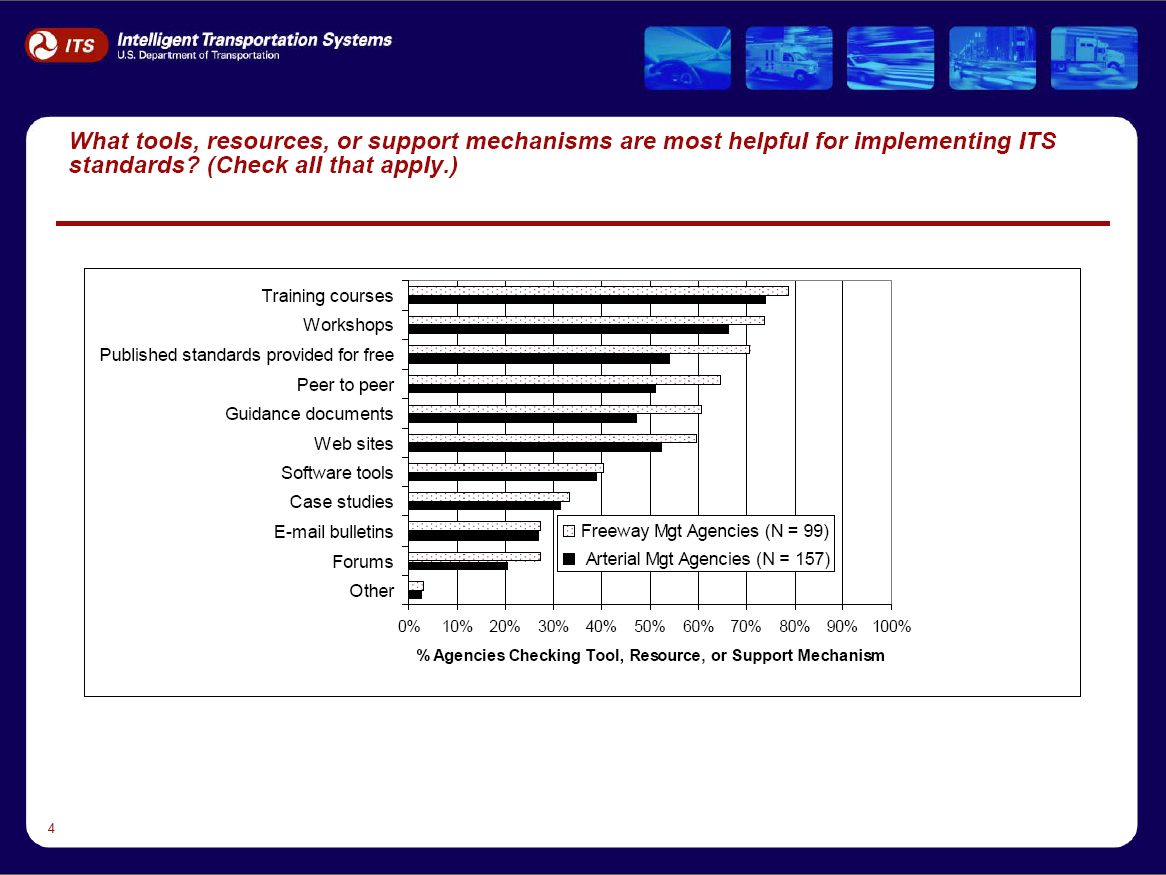 ITS
Intelligent Transportation Systems
U.S. Department of Transportation
What tools, resources, or support mechanisms are most helpful for implementing ITS
standards? (Check all that apply.)
Training courses
Workshops
Published standards provided for free
Peer to peer
Guidance documents
Web sites
Software tools
Case studies
E-mail bulletins
Forums
Other
Freeway Mgt Agencies (N = 99)
Arterial Mgt Agencies (N = 157)
0% 10% 20% 30% 40% 50% 60% 70% 80% 90% 100%
% Agencies Checking Tool, Resource, or Support Mechanism
4